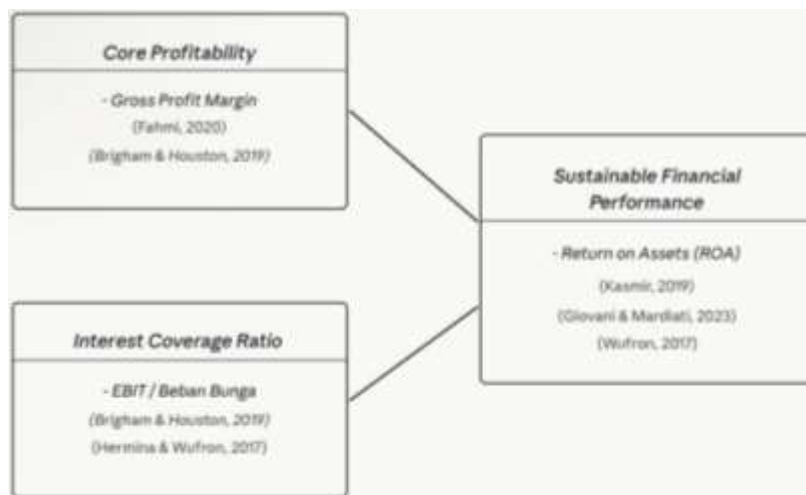 Core Profitability
- Gross Profit Margin
(Fahmi, 2020)
(Brigham & Houston, 2019)
Interest Coverage Ratio
- EBIT / Beban Bunga
(Brigham & Houston, 2019)
(Hermina & Wufron, 2017)
Sustainable Financial
Performance
- Return on Assets (ROA)
(Kasmir, 2019)
(Giovani & Mardiati, 2023)
(Wufron, 2017)